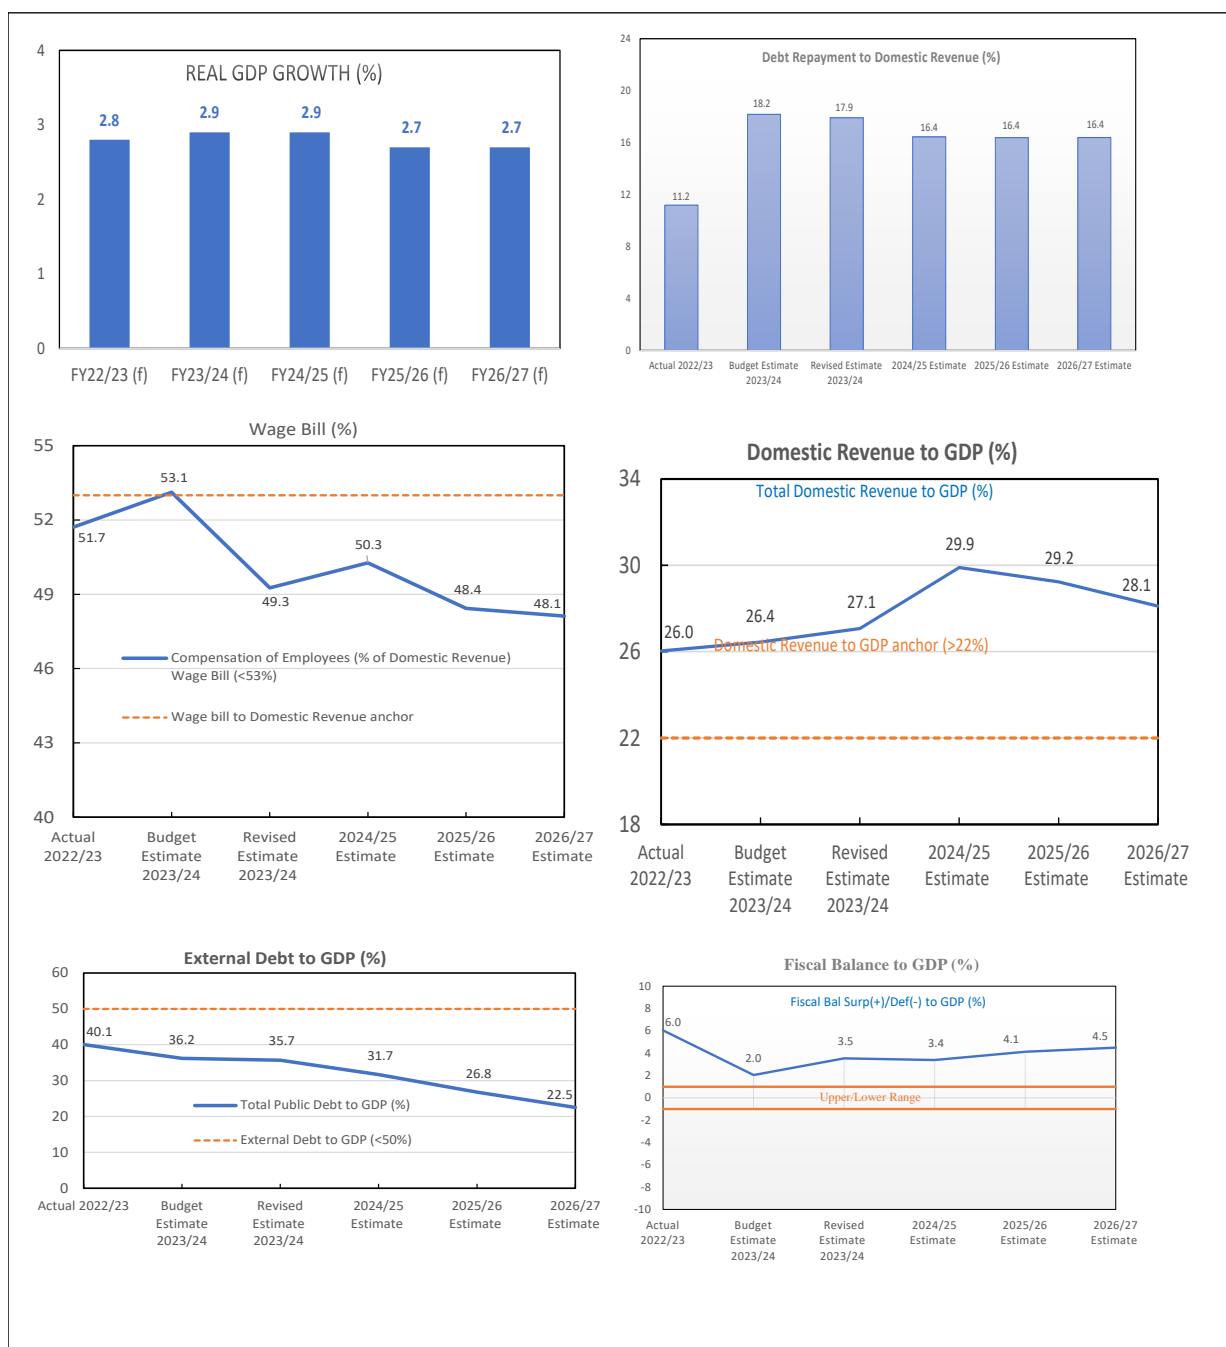 REAL GDP GROWTH (%)
4
3
2
1
0
2.8
2.9
2.9
2.7
2.7
FY22/23 (f)
FY23/24 (f)
FY24/25 (f)
FY25/26 (f)
FY26/27 (f)
Debt Repayment to Domestic Revenue (%)
24
20
16
12
8
4
0
11.2
18.2
17.9
16.4
16.4
16.4
Actual 2022/23
Budget Estimate
2023/24
Revised Estimate
2023/24
2024/25 Estimate
2025/26 Estimate
2026/27 Estimate
Wage Bill (%)
55
52
49
46
43
40
51.7
53.1
49.3
50.3
48.4
48.1
Compensation of Employees (% of Domestic Revenue)
Wage Bill (<53%)
Wage bill to Domestic Revenue anchor
Actual
2022/23
Budget
Estimate
2023/24
Revised
Estimate
2023/24
2024/25
Estimate
2025/26
Estimate
2026/27
Estimate
Domestic Revenue to GDP (%)
Total Domestic Revenue to GDP (%)
34
30
26
22
18
26.0
26.4
27.1
29.9
29.2
28.1
Domestic Revenue to GDP anchor (>22%)
Actual
2022/23
Budget
Estimate
2023/24
Revised
Estimate
2023/24
2024/25
Estimate
2025/26
Estimate
2026/27
Estimate
External Debt to GDP (%)
60
50
40
30
20
10
0
40.1
36.2
35.7
31.7
26.8
22.5
Total Public Debt to GDP (%)
External Debt to GDP (<50%)
Actual 2022/23
Budget
Estimate
2023/24
Revised
Estimate
2023/24
2024/25
Estimate
2025/26
Estimate
2026/27
Estimate
Fiscal Balance to GDP (%)
Fiscal Bal Surp(+)/Def(-) to GDP (%)
10
8
6
4
2
0
-2
-4
-6
-8
-10
6.0
2.0
3.5
3.4
4.1
4.5
Upper/Lower Range
Actual
2022/23
Budget
Estimate
2023/24
Revised
Estimate
2023/24
2024/25
Estimate
2025/26
Estimate
2026/27
Estimate